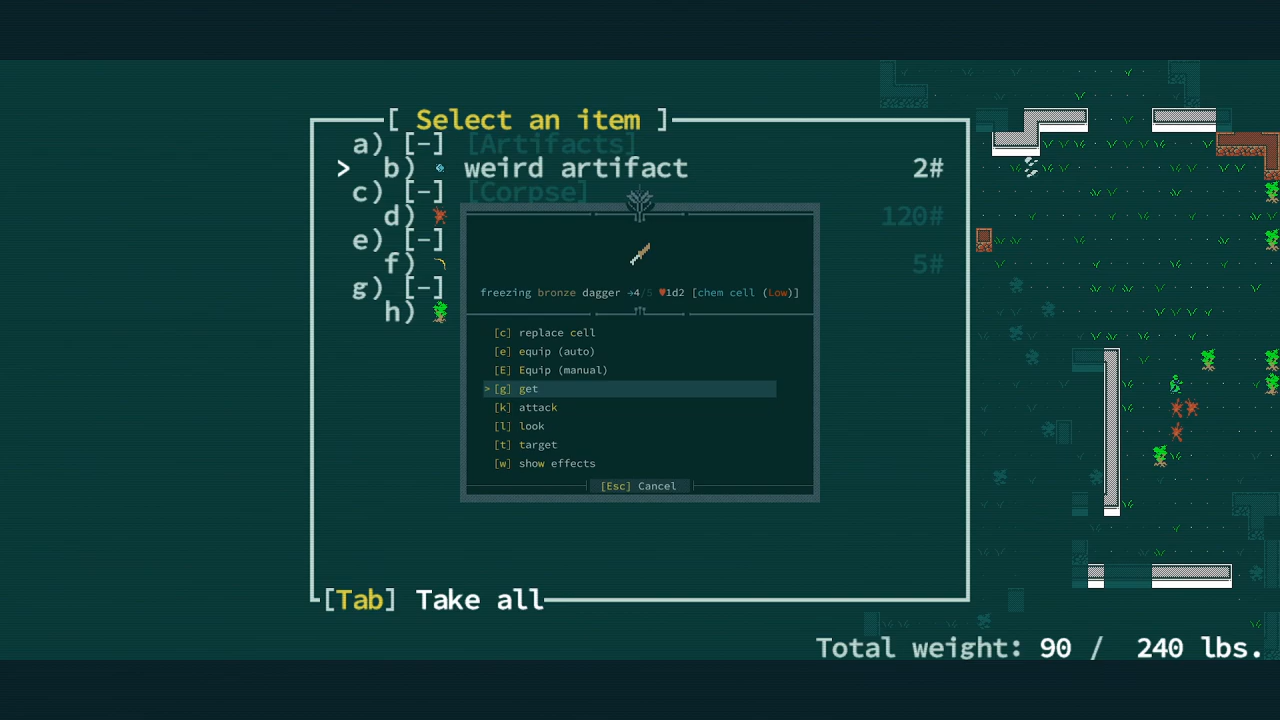 [ Select an item ]
a) [-] [Artifacts]
> b) weird artifact 2#
c) [-] [Corpse]
d) 120#
e) [-]
f) 5#
g) [-]
h)
freezing bronze dagger →4/5 ♥1d2 [chem cell (Low)]
[c] replace cell
[e] equip (auto)
[E] Equip (manual)
> [g] get
[k] attack
[l] look
[t] target
[w] show effects
[Esc] Cancel
[Tab] Take all
Total weight: 90 / 240 lbs.